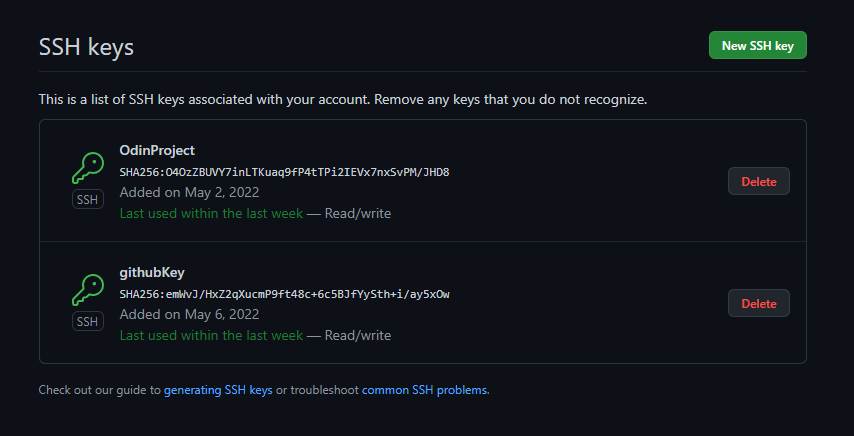 SSH keys
New SSH key
This is a list of SSH keys associated with your account. Remove any keys that you do not recognize.
OdinProject
SHA256:O4OzZBUVY7inLTKuaq9fP4tTPi2IEVx7nxSvPM/JHD8
Added on May 2, 2022
Last used within the last week — Read/write
SSH
Delete
githubKey
SHA256:emWvJ/HxZ2qXucmP9ft48c+6c5BJfYySth+i/ay5xOw
Added on May 6, 2022
Last used within the last week — Read/write
SSH
Delete
Check out our guide to generating SSH keys or troubleshoot common SSH problems.